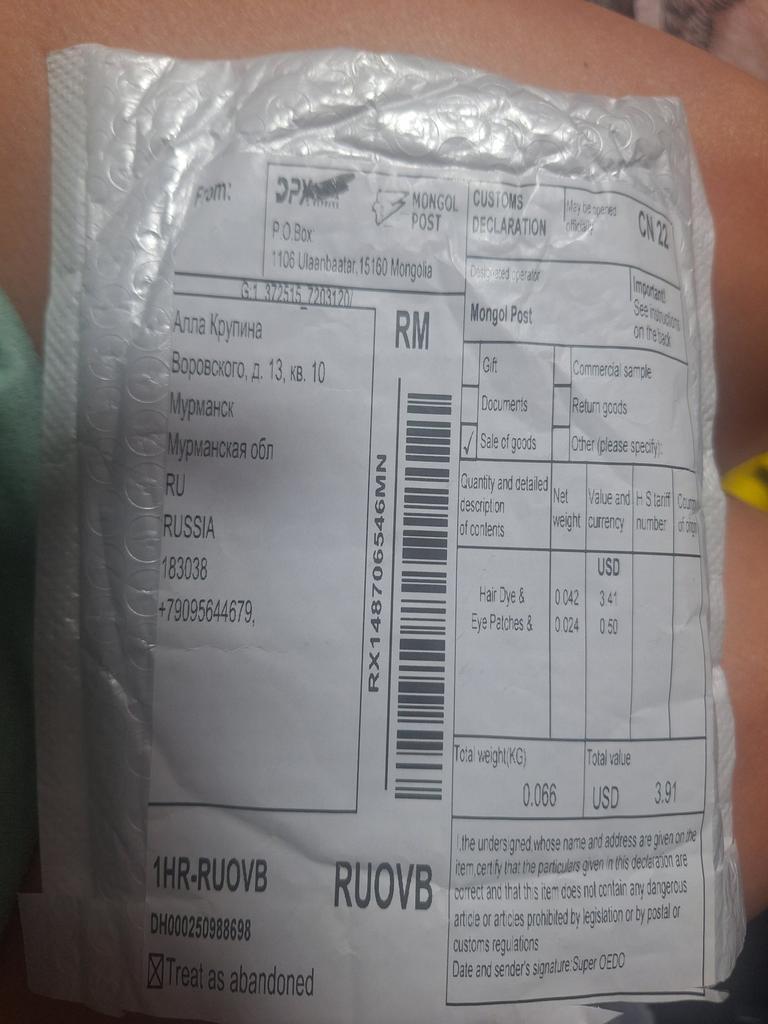 From:
MONGOL
POST
P.O.Box
1106 Ulaanbaatar,15160 Mongolia
G.1_372515_7203120/
Алла Крупина
Воровского, д. 13, кв. 10
Мурманск
Мурманская обл
RU
RUSSIA
183038
+79095644679,
RM
RX148706546MN
1HR-RUOVB
RUOVB
DH000250988698
Treat as abandoned
CUSTOMS
DECLARATION
May be opened
officially
CN 22
Designated operator
Mongol Post
Important!
See instructions
on the back
Gift
Commercial sample
Documents
Return goods
✓ Sale of goods
Other (please specify):
Quantity and detailed
description
of contents
Net
weight
Value and
currency
H S tariff
number
Country
of origin
USD
Hair Dye & 0.042 3.41
Eye Patches & 0.024 0.50
Total weight(KG)
0.066
Total value
USD 3.91
I,the undersigned,whose name and address are given on the
item,certify that the particulars given in this declaration are
correct and that this item does not contain any dangerous
article or articles prohibited by legislation or by postal or
customs regulations
Date and sender's signature:Super OEDO